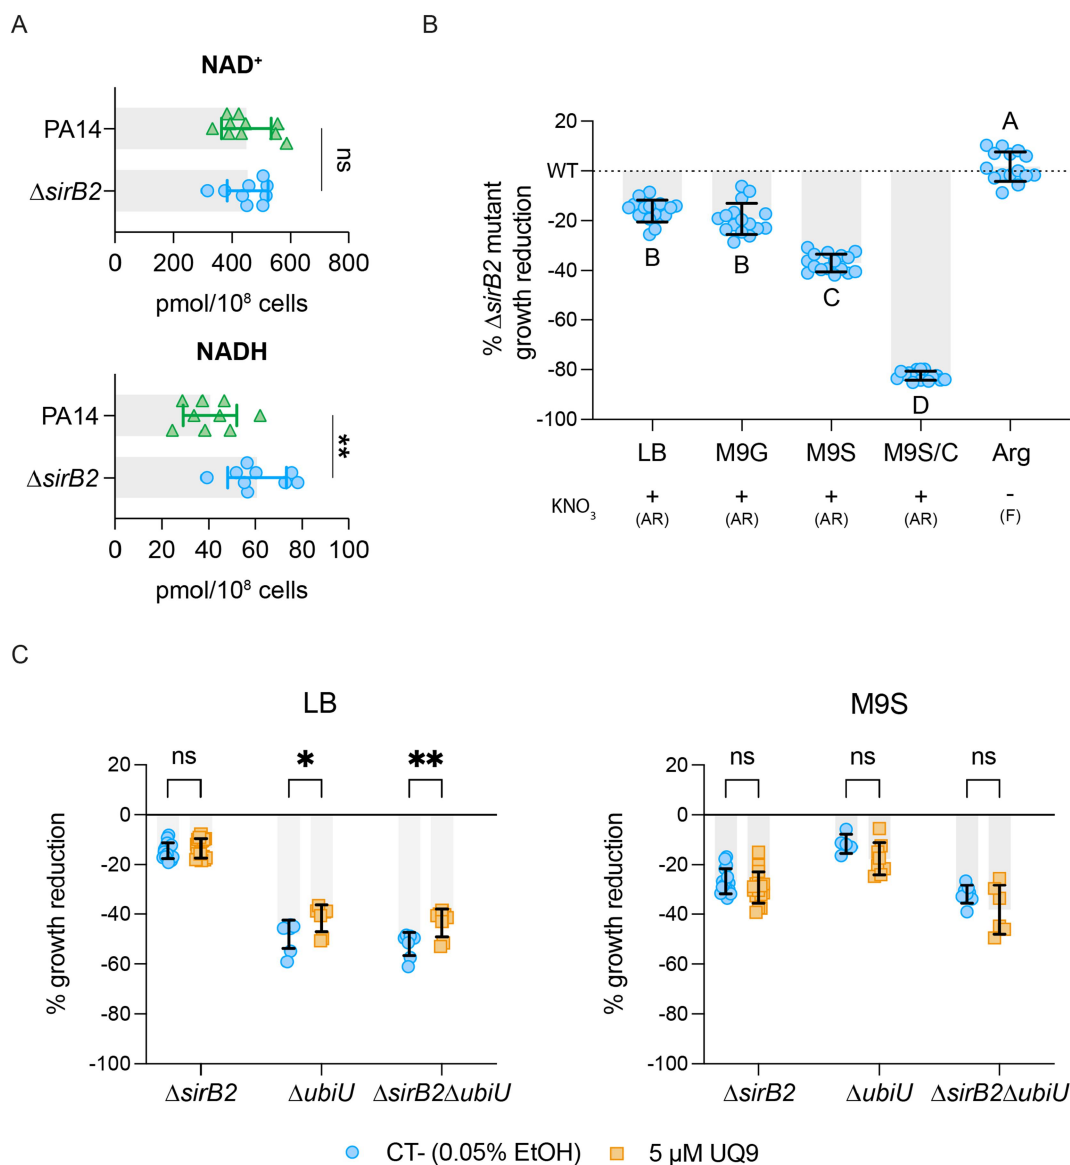 A
NAD⁺
PA14
ΔsirB2
ns
0 200 400 600 800
pmol/10⁸ cells
NADH
PA14
ΔsirB2
**
0 20 40 60 80 100
pmol/10⁸ cells
B
% ΔsirB2 mutant
growth reduction
20
WT
-20
-40
-60
-80
-100
A
B
B
C
D
LB M9G M9S M9S/C Arg
KNO₃ + + + + -
(AR) (AR) (AR) (AR) (F)
C
LB
% growth reduction
20
0
-20
-40
-60
-80
-100
ns * **
ΔsirB2 ΔubiU ΔsirB2ΔubiU
M9S
% growth reduction
20
0
-20
-40
-60
-80
-100
ns ns ns
ΔsirB2 ΔubiU ΔsirB2ΔubiU
CT- (0.05% EtOH) 5 µM UQ9